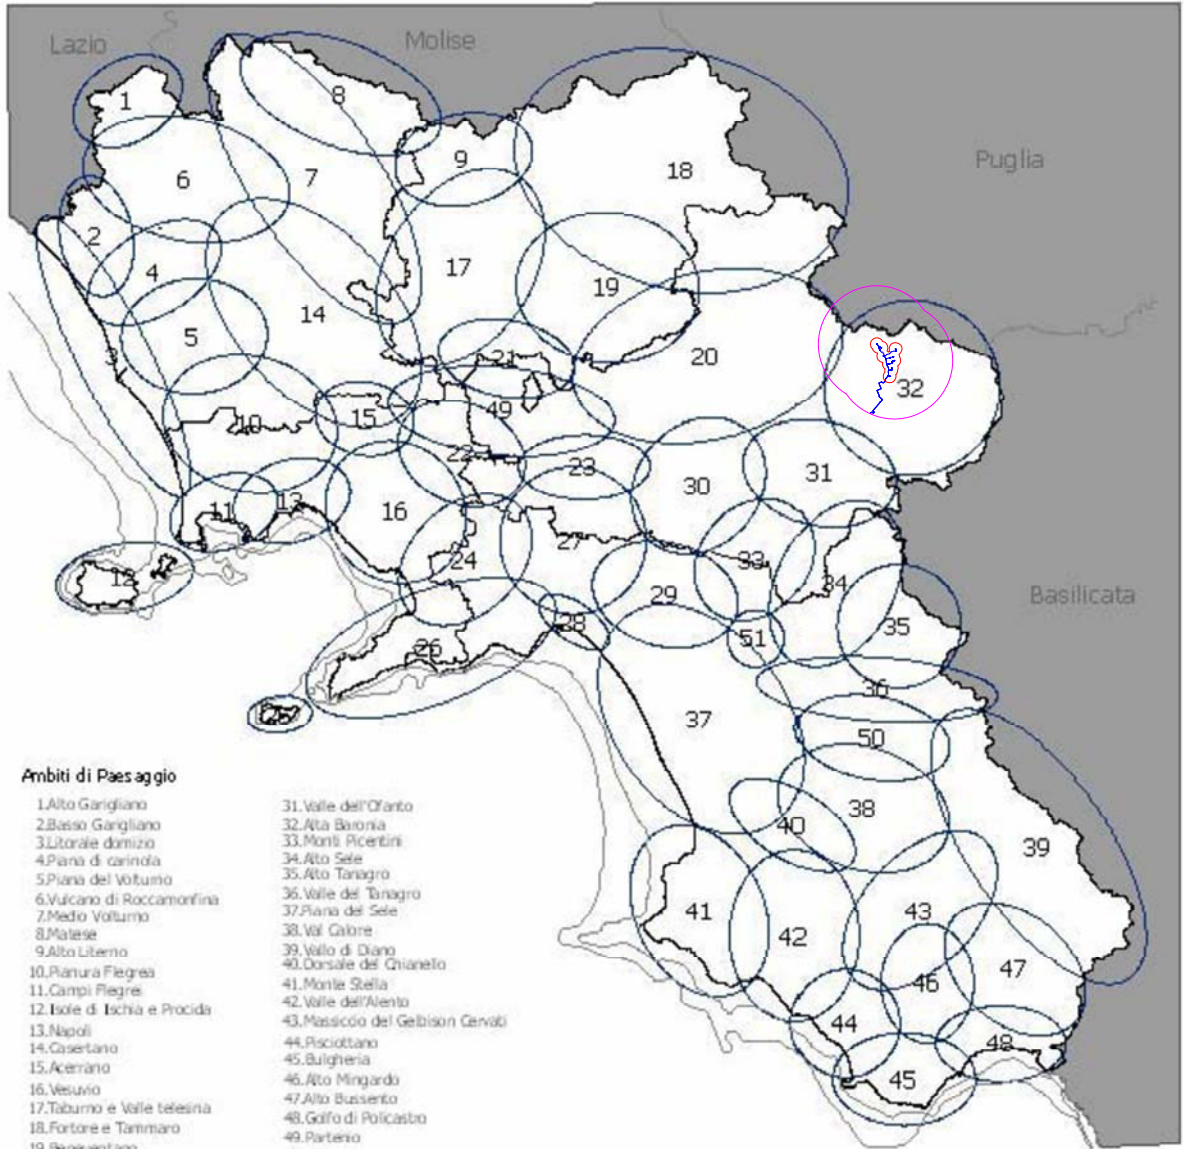 Lazio
Molise
Puglia
Basilicata
1
8
9
18
6
7
2
17
4
19
14
5
3
21
20
32
49
15
10
22
23
31
30
11
13
16
27
33
24
34
12
29
28
35
51
26
36
25
37
50
38
40
39
41
43
42
47
46
44
48
45
Ambiti di Paesaggio
1.Alto Garigliano
2.Basso Garigliano
3.Litorale domizio
4.Piana di carinola
5.Piana del Volturno
6.Vulcano di Roccamonfina
7.Medio Volturno
8.Matese
9.Alto Literno
10.Pianura Flegrea
11.Campi Flegrei
12.Isole di Ischia e Procida
13.Napoli
14.Casertano
15.Acerrano
16.Vesuvio
17.Taburno e Valle telesina
18.Fortore e Tammaro
19.Beneventano
31.Valle dell'Ofanto
32.Alta Baronia
33.Monti Picentini
34.Alto Sele
35.Alto Tanagro
36.Valle del Tanagro
37.Piana del Sele
38.Val Calore
39.Vallo di Diano
40.Dorsale del Chianello
41.Monte Stella
42.Valle dell'Alento
43.Massiccio del Gelbison Cervati
44.Pisciottano
45.Bulgheria
46.Alto Mingardo
47.Alto Bussento
48.Golfo di Policastro
49.Partenio